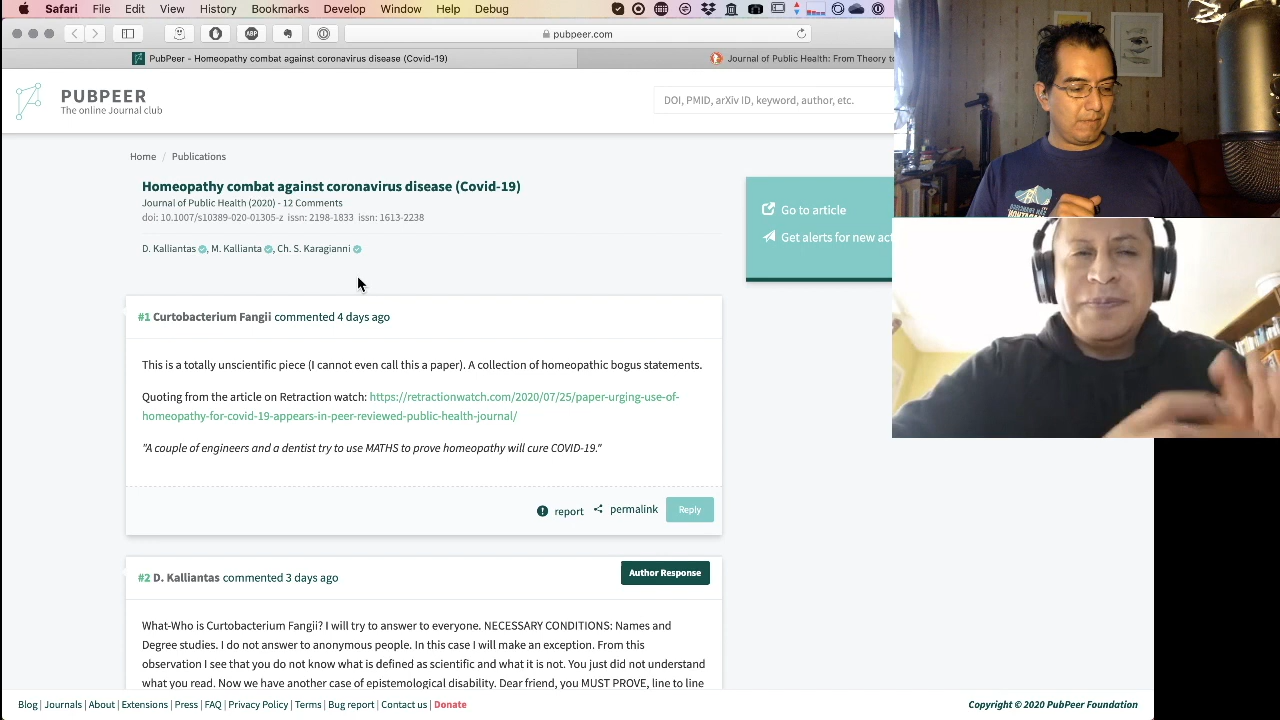 Safari File Edit View History Bookmarks Develop Window Help Debug
pubpeer.com
ABP
PubPeer - Homeopathy combat against coronavirus disease (Covid-19)
Journal of Public Health: From Theory to
PUBPEER
The online Journal club
DOI, PMID, arXiv ID, keyword, author, etc.
Home / Publications
Homeopathy combat against coronavirus disease (Covid-19)
Journal of Public Health (2020) - 12 Comments
doi: 10.1007/s10389-020-01305-z issn: 2198-1833 issn: 1613-2238
D. Kalliantas, M. Kallianta, Ch. S. Karagianni
Go to article
Get alerts for new act
#1 Curtobacterium Fangii commented 4 days ago
This is a totally unscientific piece (I cannot even call this a paper). A collection of homeopathic bogus statements.
Quoting from the article on Retraction watch: https://retractionwatch.com/2020/07/25/paper-urging-use-of-
homeopathy-for-covid-19-appears-in-peer-reviewed-public-health-journal/
"A couple of engineers and a dentist try to use MATHS to prove homeopathy will cure COVID-19."
report permalink Reply
#2 D. Kalliantas commented 3 days ago
Author Response
What-Who is Curtobacterium Fangii? I will try to answer to everyone. NECESSARY CONDITIONS: Names and
Degree studies. I do not answer to anonymous people. In this case I will make an exception. From this
observation I see that you do not know what is defined as scientific and what it is not. You just did not understand
what you read. Now we have another case of epistemological disability. Dear friend, you MUST PROVE, line to line
Blog | Journals | About | Extensions | Press | FAQ | Privacy Policy | Terms | Bug report | Contact us | Donate
Copyright © 2020 PubPeer Foundation